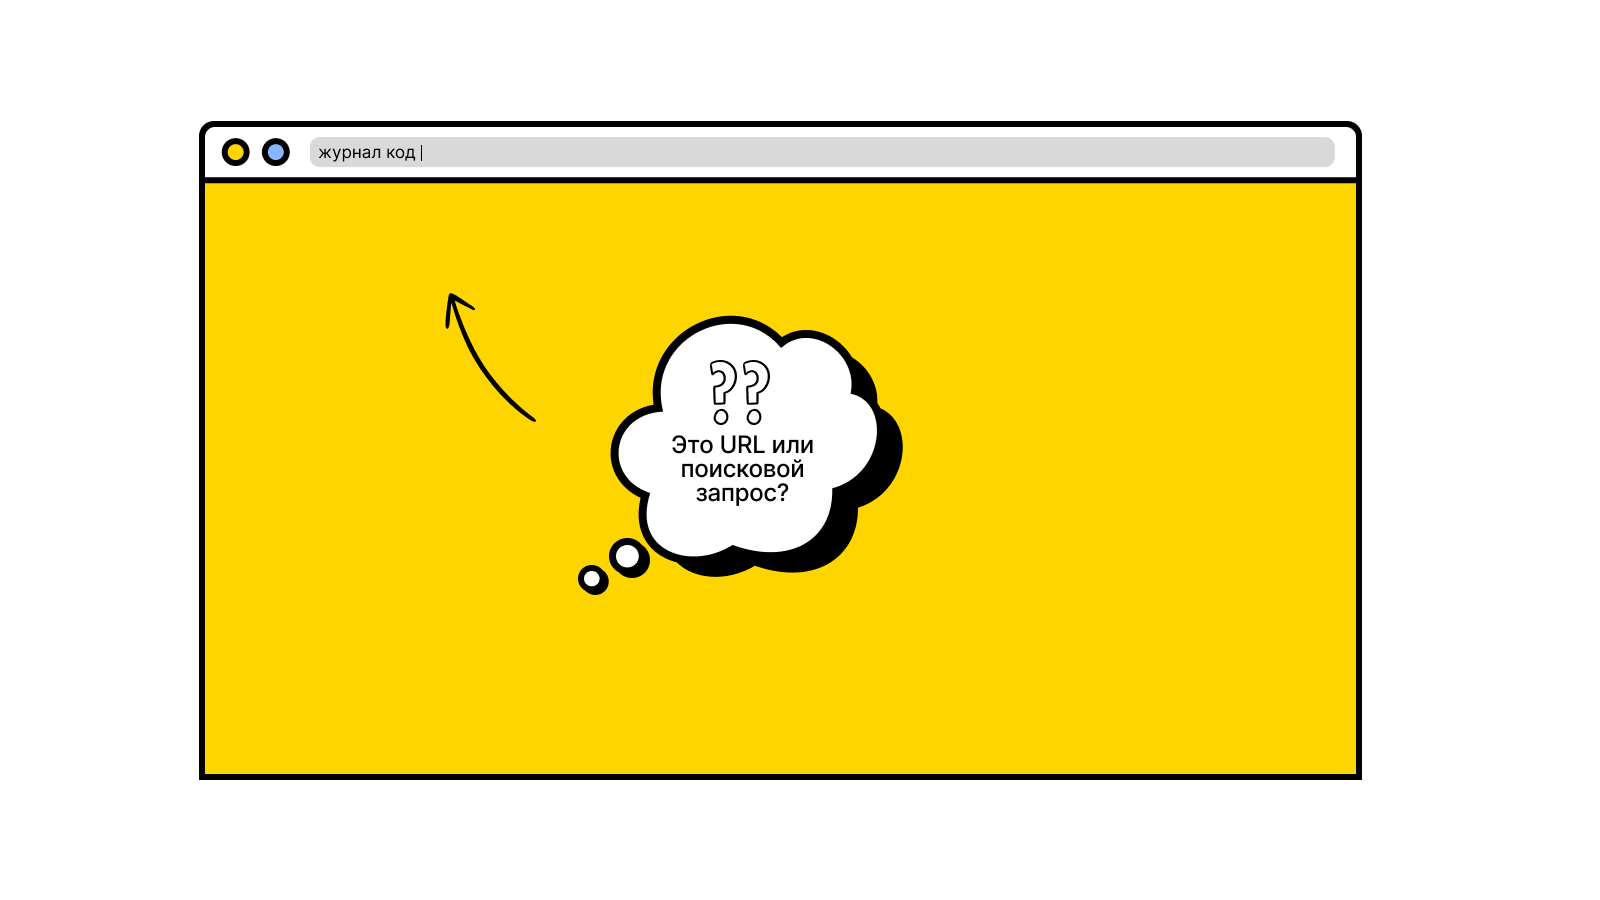 журнал код
??
Это URL или
поисковой
запрос?